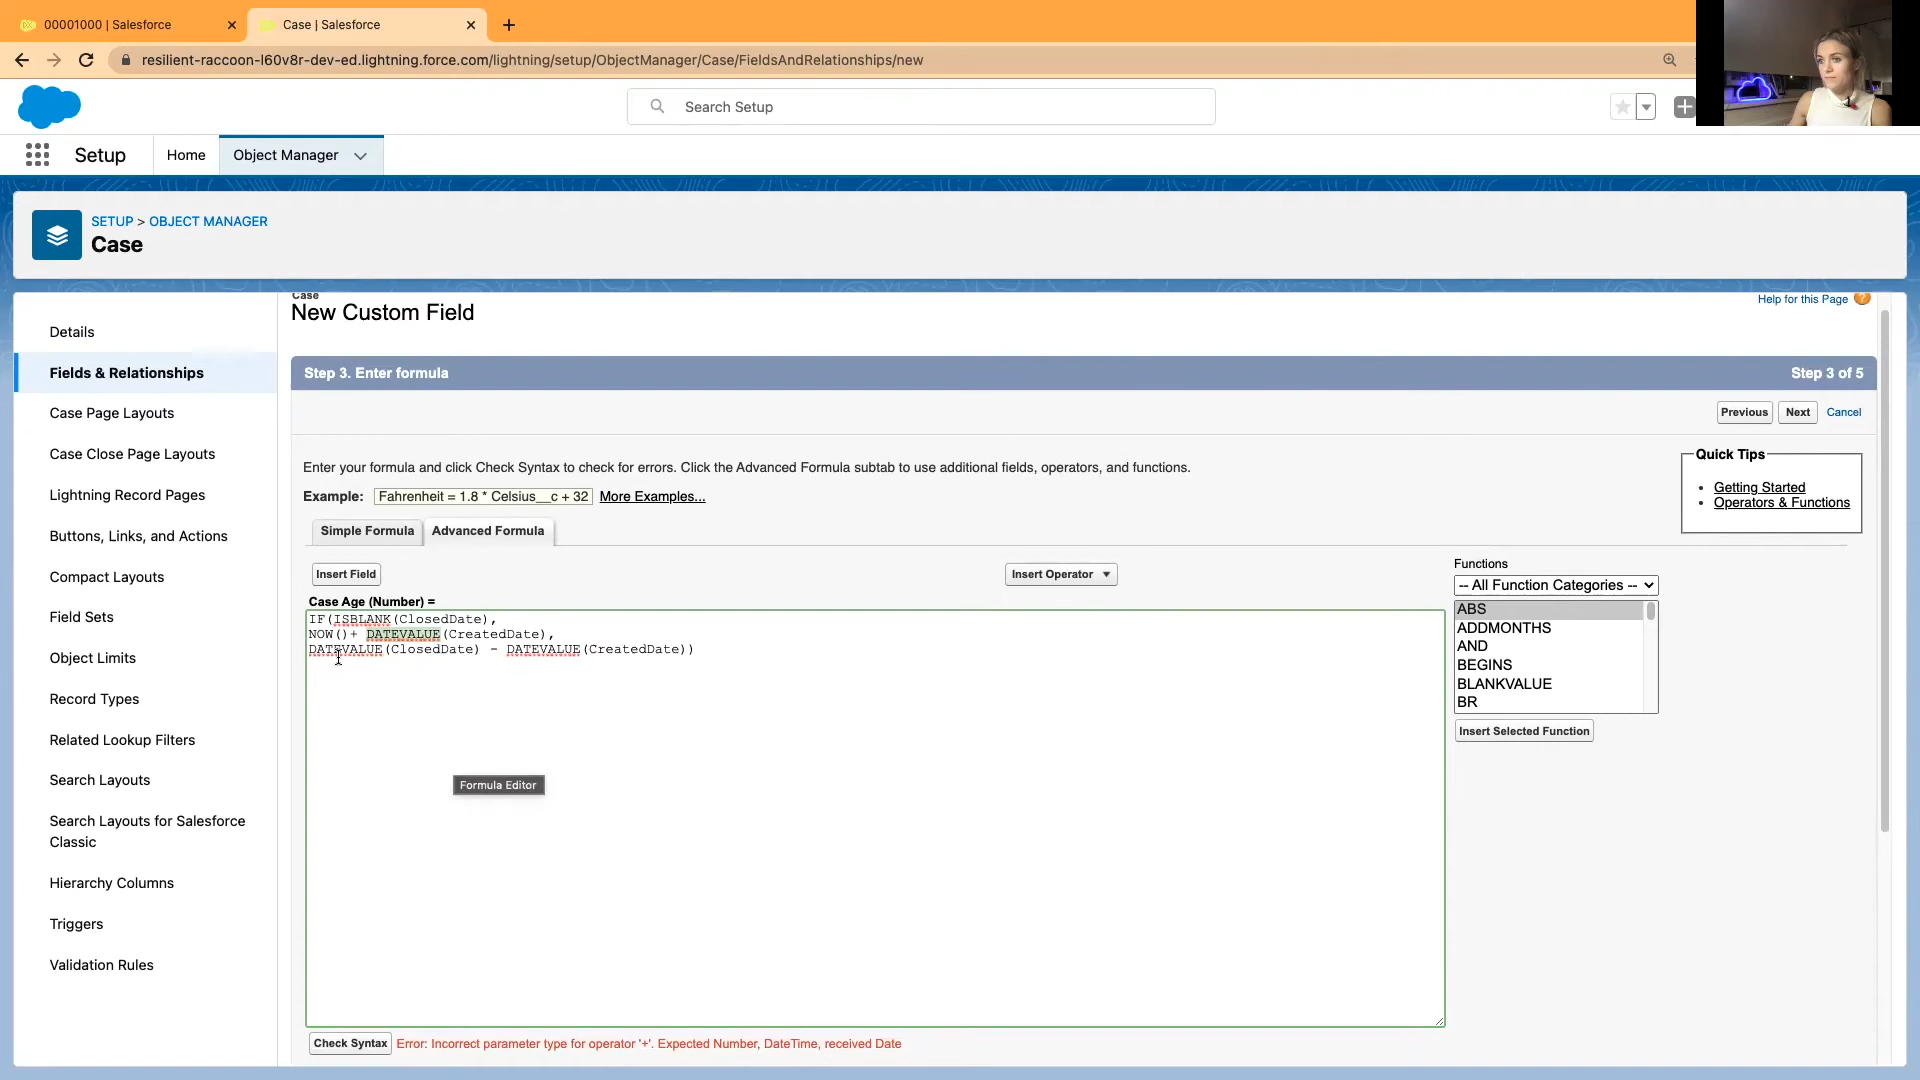 00001000 | Salesforce
Case | Salesforce
resilient-raccoon-l60v8r-dev-ed.lightning.force.com/lightning/setup/ObjectManager/Case/FieldsAndRelationships/new
Search Setup
Setup
Home
Object Manager
SETUP > OBJECT MANAGER
Case
Details
Fields & Relationships
Case Page Layouts
Case Close Page Layouts
Lightning Record Pages
Buttons, Links, and Actions
Compact Layouts
Field Sets
Object Limits
Record Types
Related Lookup Filters
Search Layouts
Search Layouts for Salesforce
Classic
Hierarchy Columns
Triggers
Validation Rules
Case
New Custom Field
Help for this Page
Step 3. Enter formula
Step 3 of 5
Previous
Next
Cancel
Enter your formula and click Check Syntax to check for errors. Click the Advanced Formula subtab to use additional fields, operators, and functions.
Example: Fahrenheit = 1.8 * Celsius__c + 32 More Examples...
Quick Tips
• Getting Started
• Operators & Functions
Simple Formula
Advanced Formula
Insert Field
Insert Operator
Case Age (Number) =
IF(ISBLANK(ClosedDate),
NOW()+ DATEVALUE(CreatedDate),
DATEVALUE(ClosedDate) - DATEVALUE(CreatedDate))
Formula Editor
Functions
-- All Function Categories --
ABS
ADDMONTHS
AND
BEGINS
BLANKVALUE
BR
Insert Selected Function
Check Syntax
Error: Incorrect parameter type for operator '+'. Expected Number, DateTime, received Date